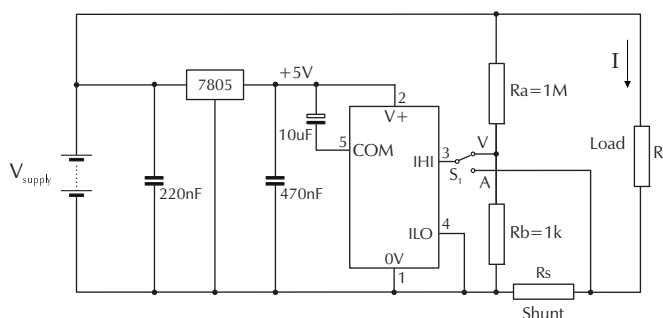 I
7805
+5V
2
V+
Ra=1M
10uF
5
COM
IHI
3
V
S1
A
Load
R
Vsupply
220nF
470nF
ILO
4
Rb=1k
0V
1
Rs
Shunt